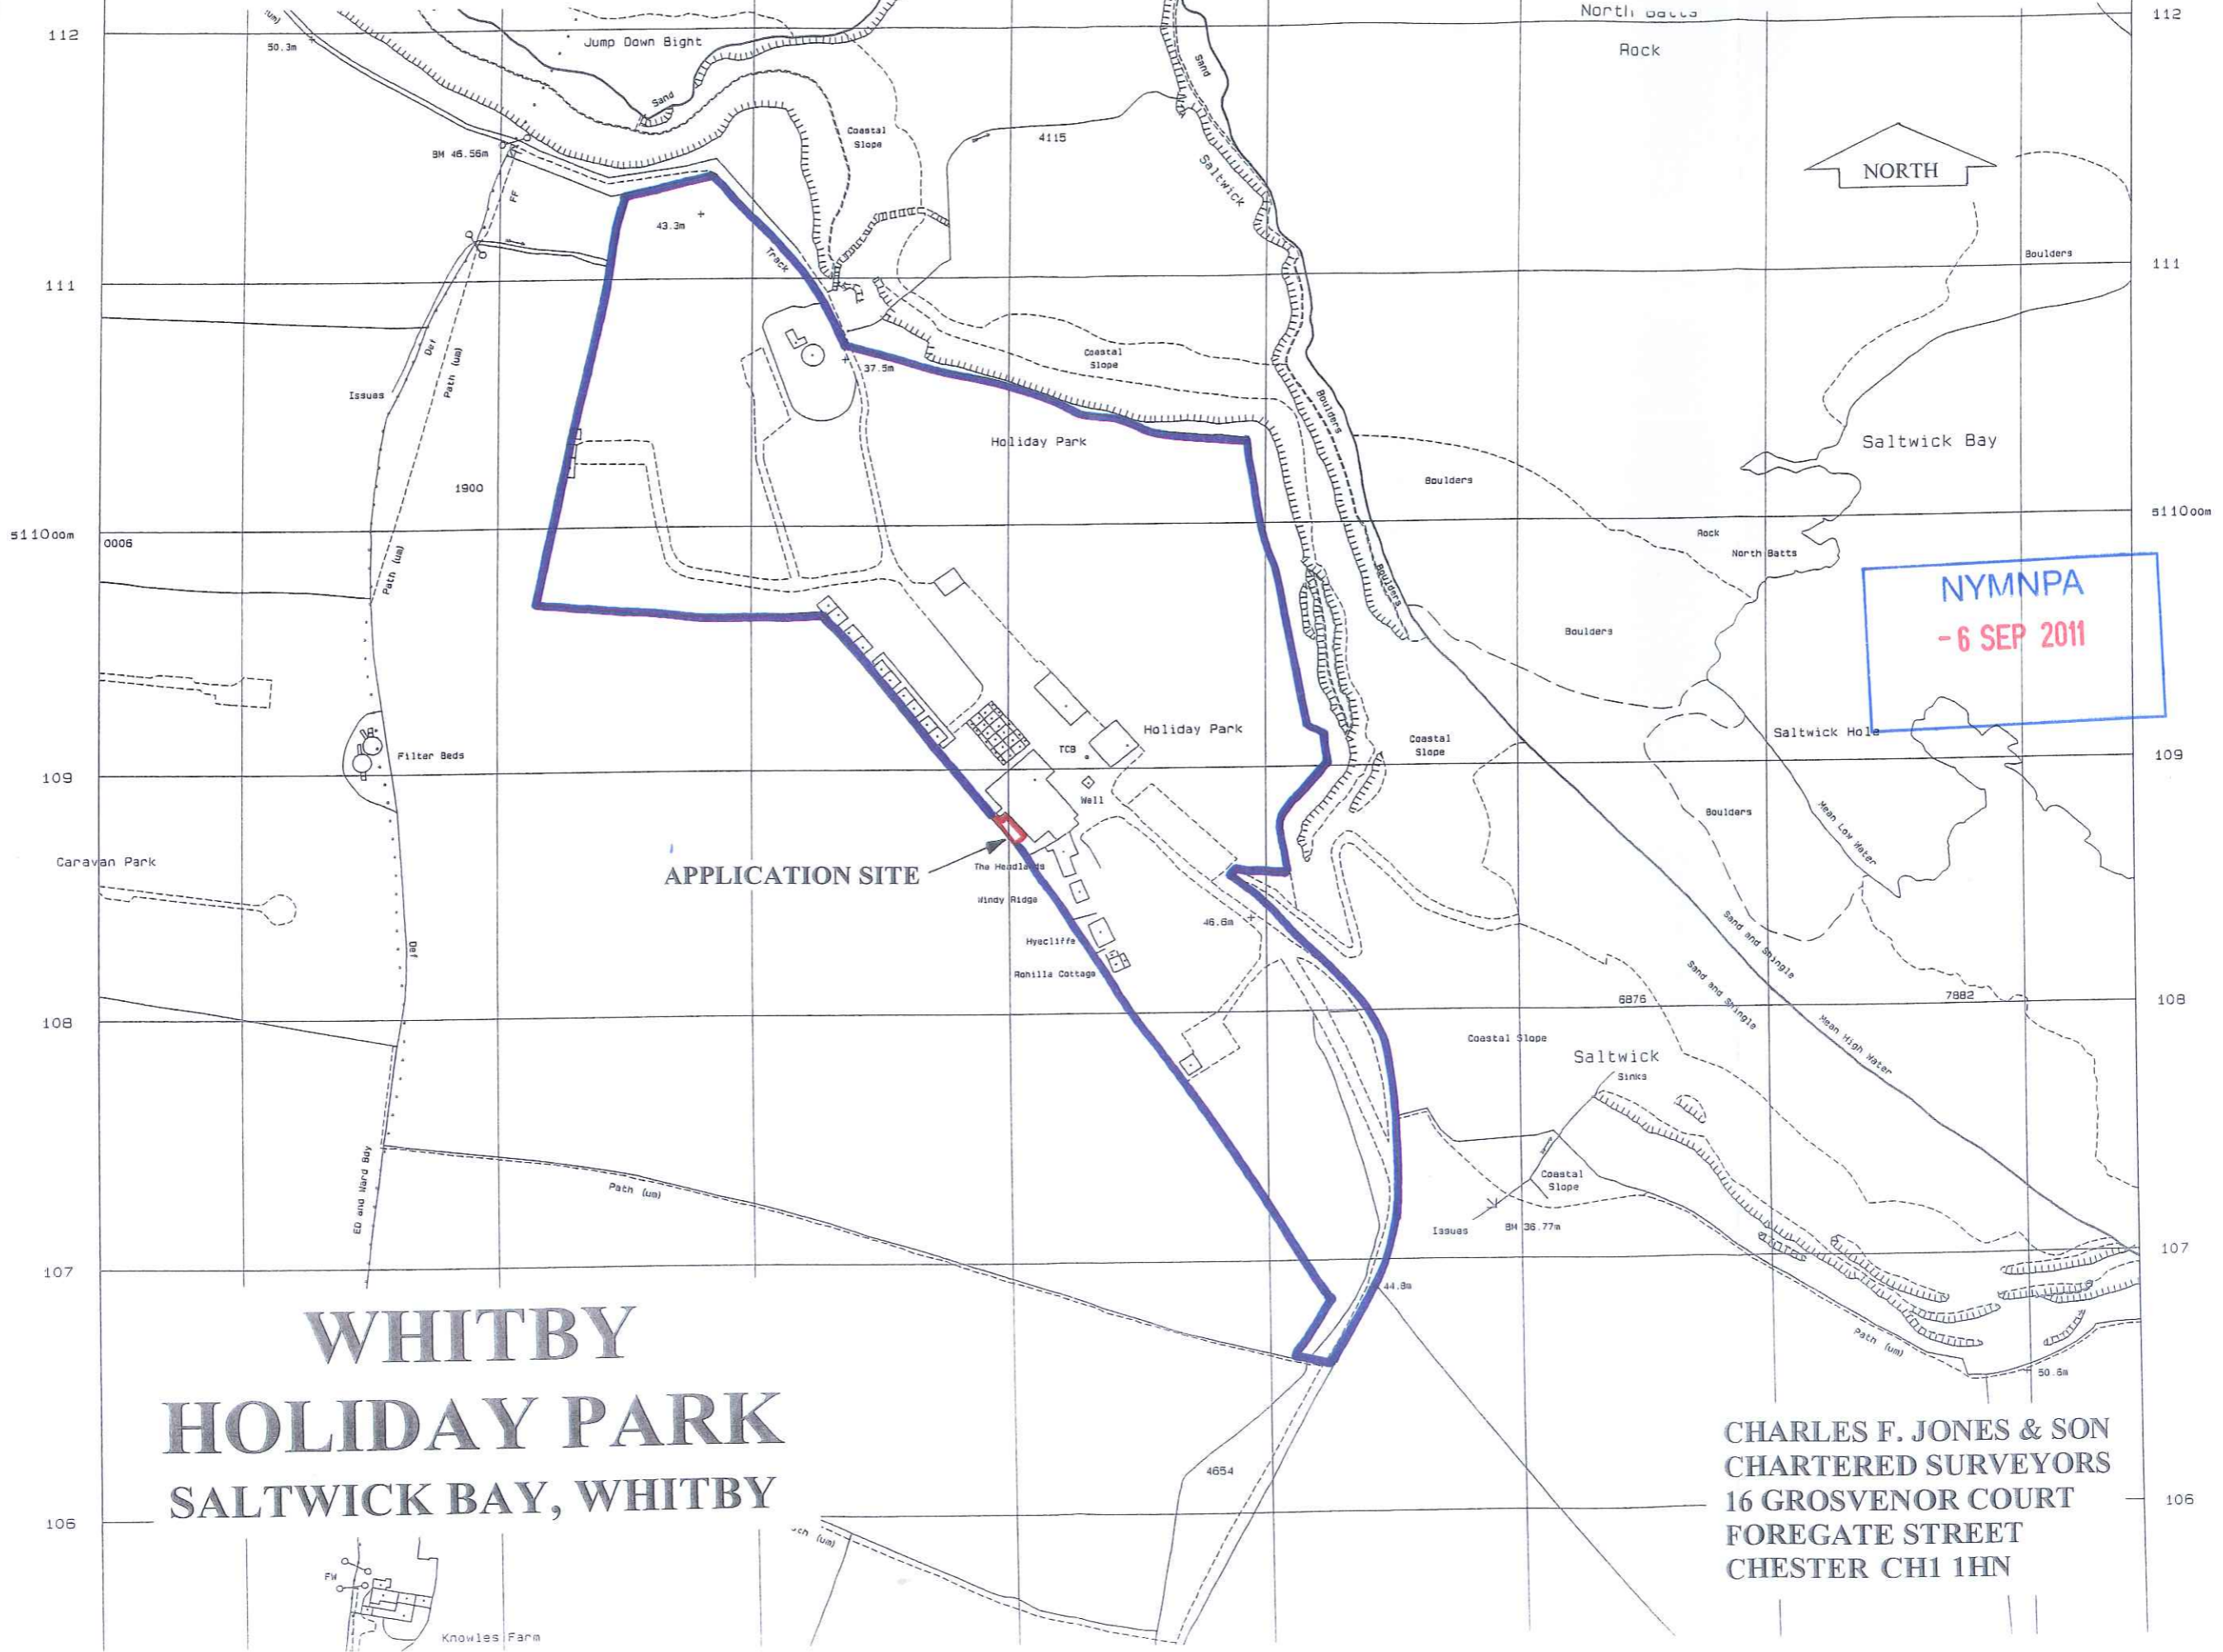 112
50.3m
Jump Down Bight
Sand
Sand
Rock
112
BM 46.56m
Coastal
Slope
4115
Saltwick
NORTH
FF
43.3m
Track
Boulders
111
111
Def
Path (um)
Issues
37.5m
Coastal
Slope
Boulders
Holiday Park
Saltwick Bay
1900
Boulders
511000m
0006
Path (um)
Rock
North Batts
511000m
Boulders
Boulders
NYMNPA
- 6 SEP 2011
Filter Beds
Holiday Park
TCB
Well
Coastal
Slope
Saltwick Hole
109
109
Boulders
Mean Low Water
Caravan Park
APPLICATION SITE
The Headlands
Windy Ridge
Hyecliffe
Rohilla Cottage
46.6m
Def
Sand and Shingle
Sand and Shingle
6876
7882
108
108
Mean High Water
Coastal Slope
Saltwick
Sinks
Coastal
Slope
Issues
BM 36.77m
ED and Ward Bdy
Path (um)
107
107
44.8m
Path (um)
50.6m
WHITBY
HOLIDAY PARK
SALTWICK BAY, WHITBY
4654
CHARLES F. JONES & SON
CHARTERED SURVEYORS
16 GROSVENOR COURT
FOREGATE STREET
CHESTER CH1 1HN
106
106
(um)
FW
Knowles Farm